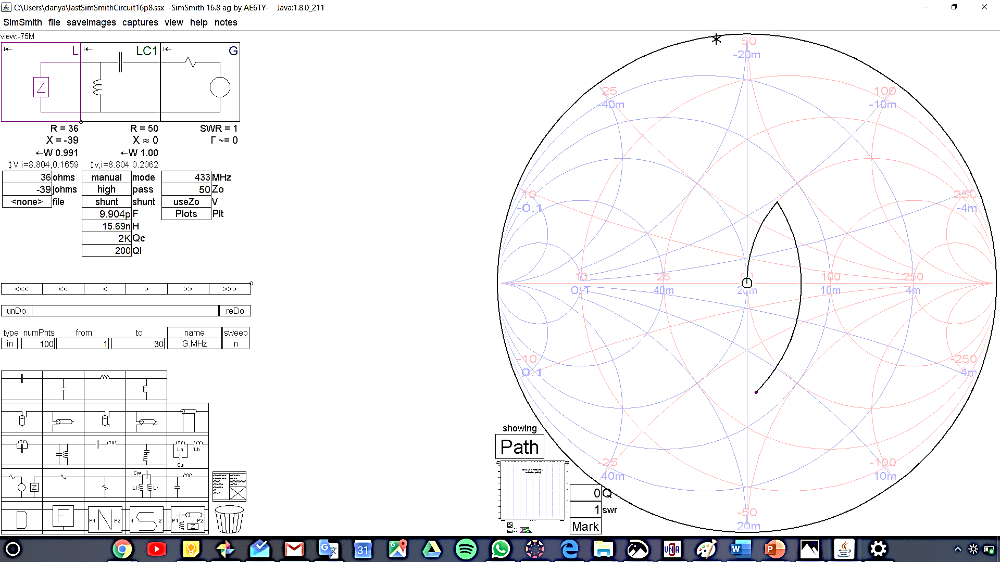 C:\Users\danya\lastSimSmithCircuit16p8.ssx -SimSmith 16.8 ag by AE6TY- Java:1.8.0_211
SimSmith file saveImages captures view help notes
view:-75M
L LC1 G
Z
R = 36 R = 50 SWR = 1
X = -39 X ≈ 0 Γ ~= 0
←W 0.991 ←W 1.00
↕V,i=8.804,0.1659 ↕v,i=8.804,0.2062
36 ohms manual mode 433 MHz
-39 johms high pass 50 Zo
<none> file shunt shunt useZo V
9.904p F Plots Plt
15.69n H
2K Qc
200 Ql
<<< << < > >> >>>
unDo reDo
type numPnts from to name sweep
lin 100 1 30 G.MHz n
La Lb
Ca
Z Cw Ll Lr
D F P1 N P2 1 S 2 P1 P2 Z
50
-20m
25 100
-40m -10m
10 250
-0.1 -4m
10 25 100 250
0.1 40m 20m 10m 4m
-10 -250
0.1 4m
-25 -100
40m 10m
-50
20m
showing
Path
0 Q
1 swr
Mark
31
VNA
W P